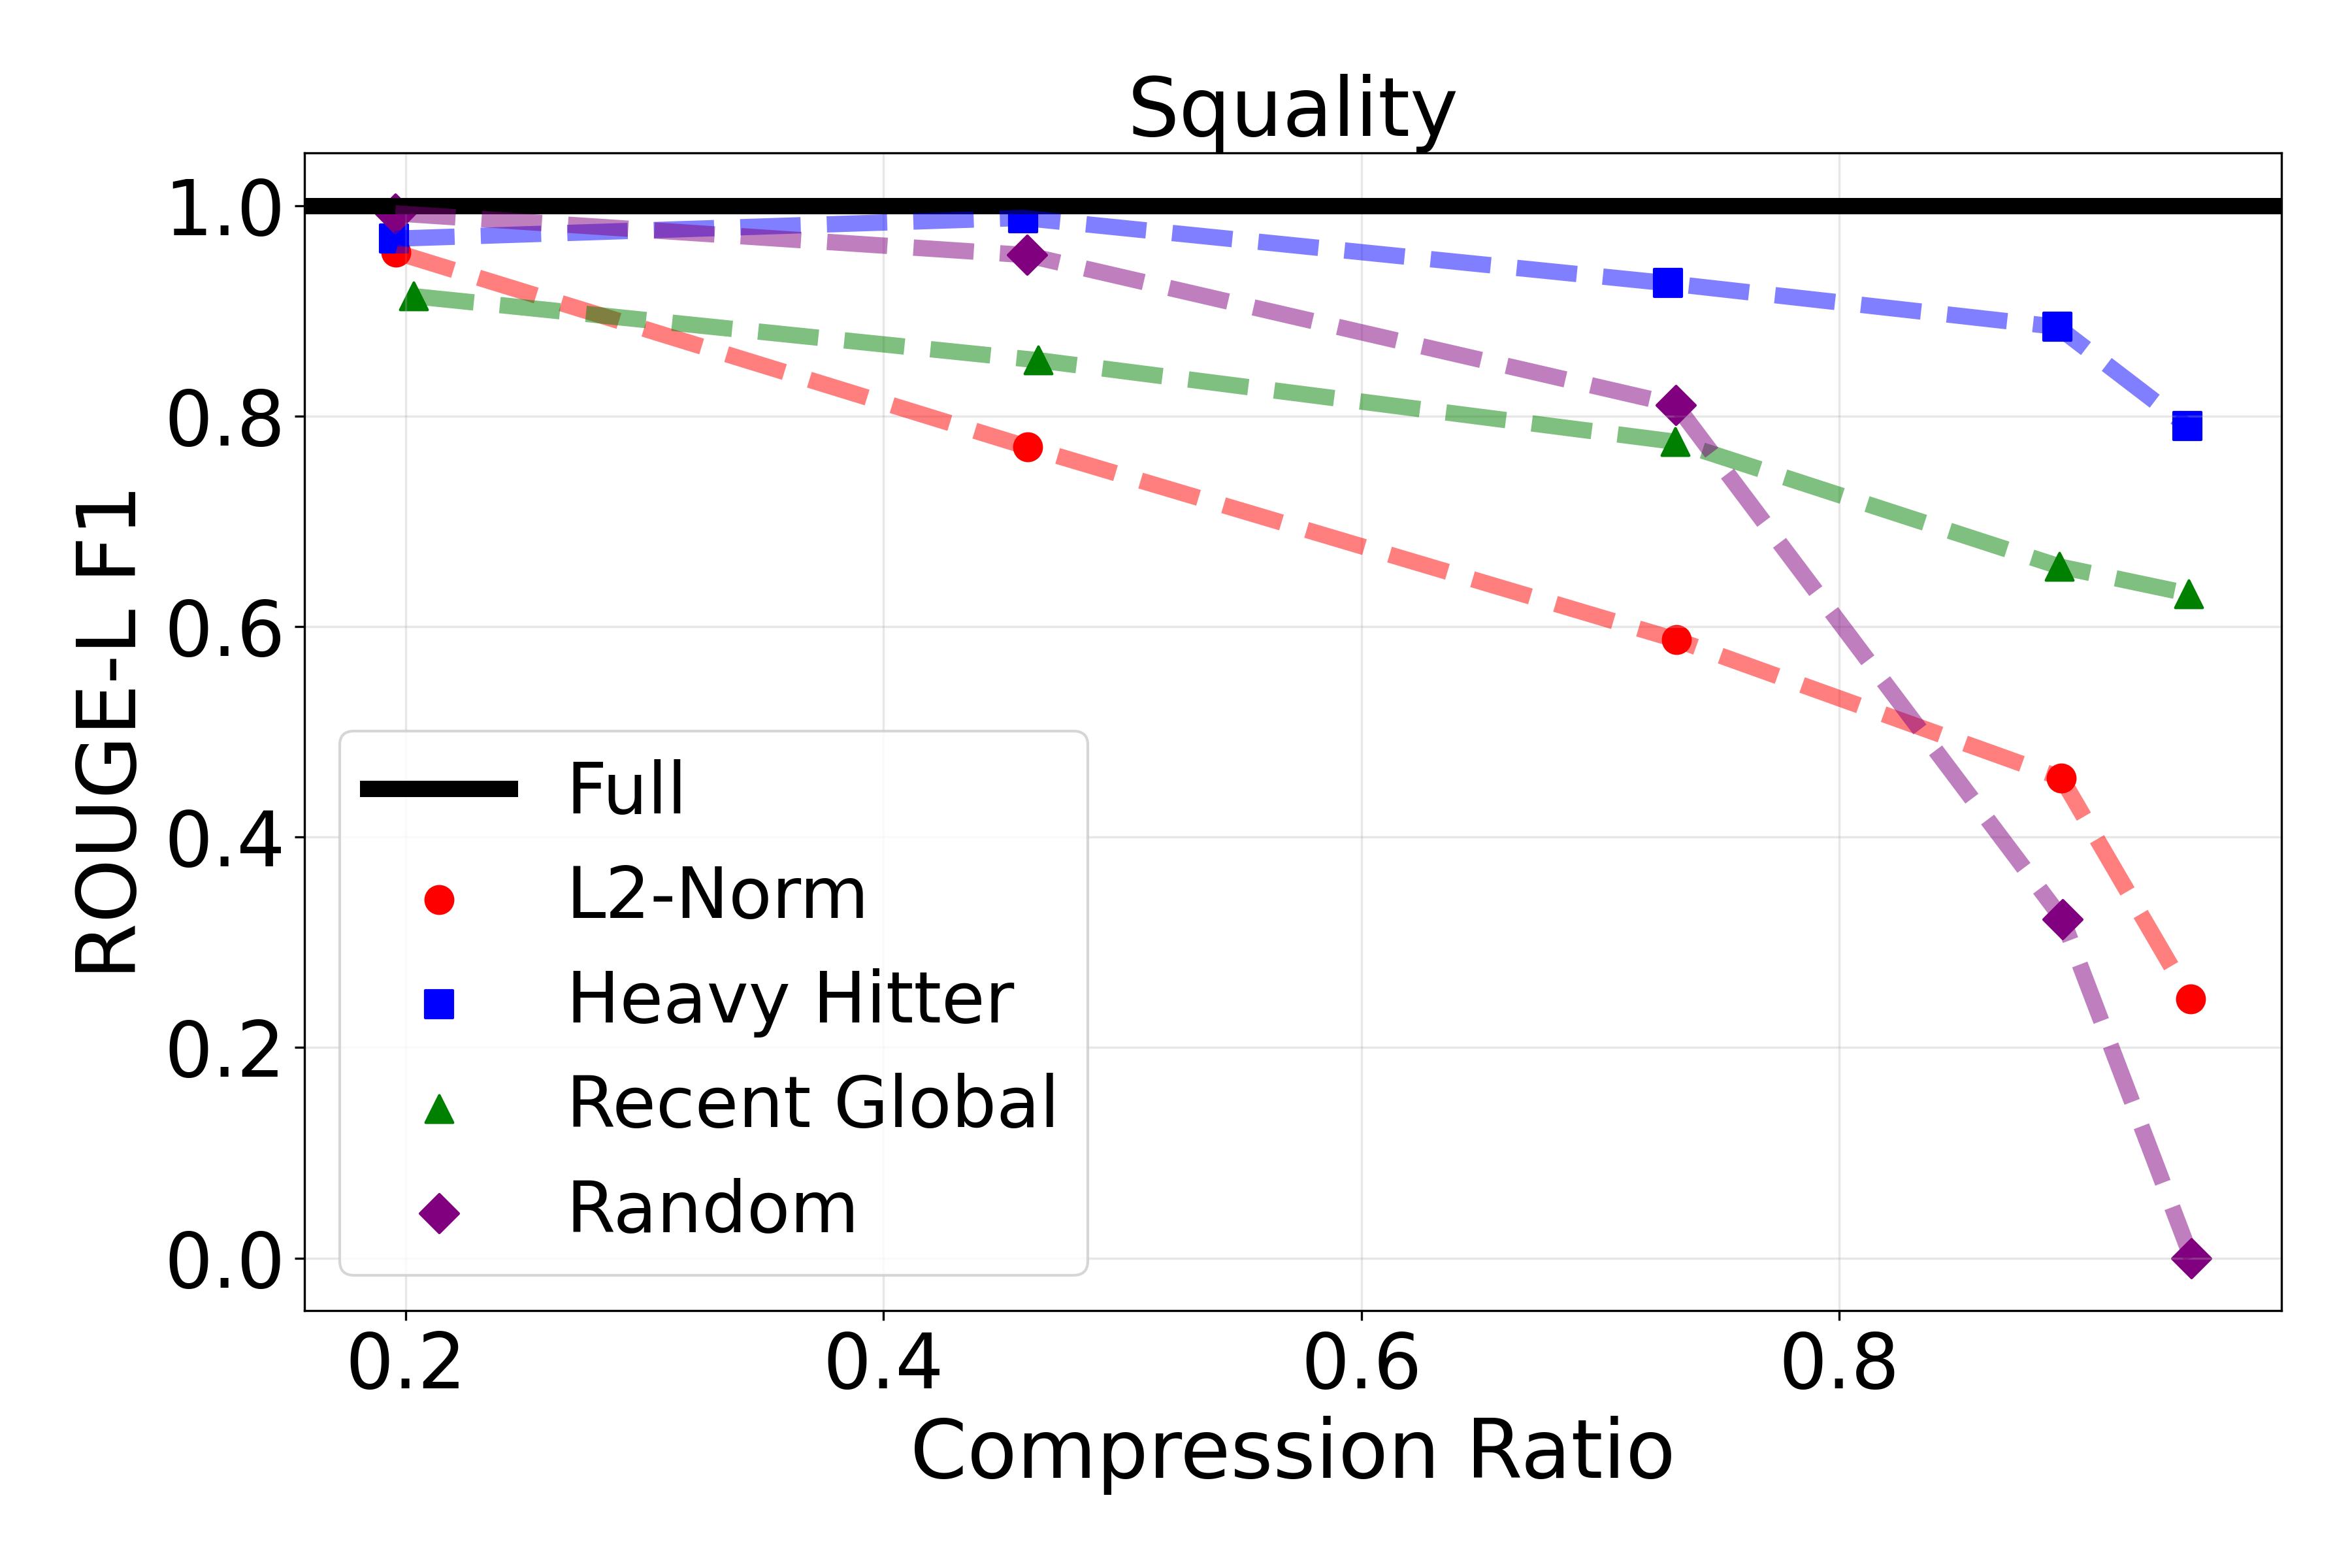 Squality
ROUGE-L F1
1.0
0.8
0.6
0.4
0.2
0.0
Full
L2-Norm
Heavy Hitter
Recent Global
Random
0.2 0.4 0.6 0.8
Compression Ratio